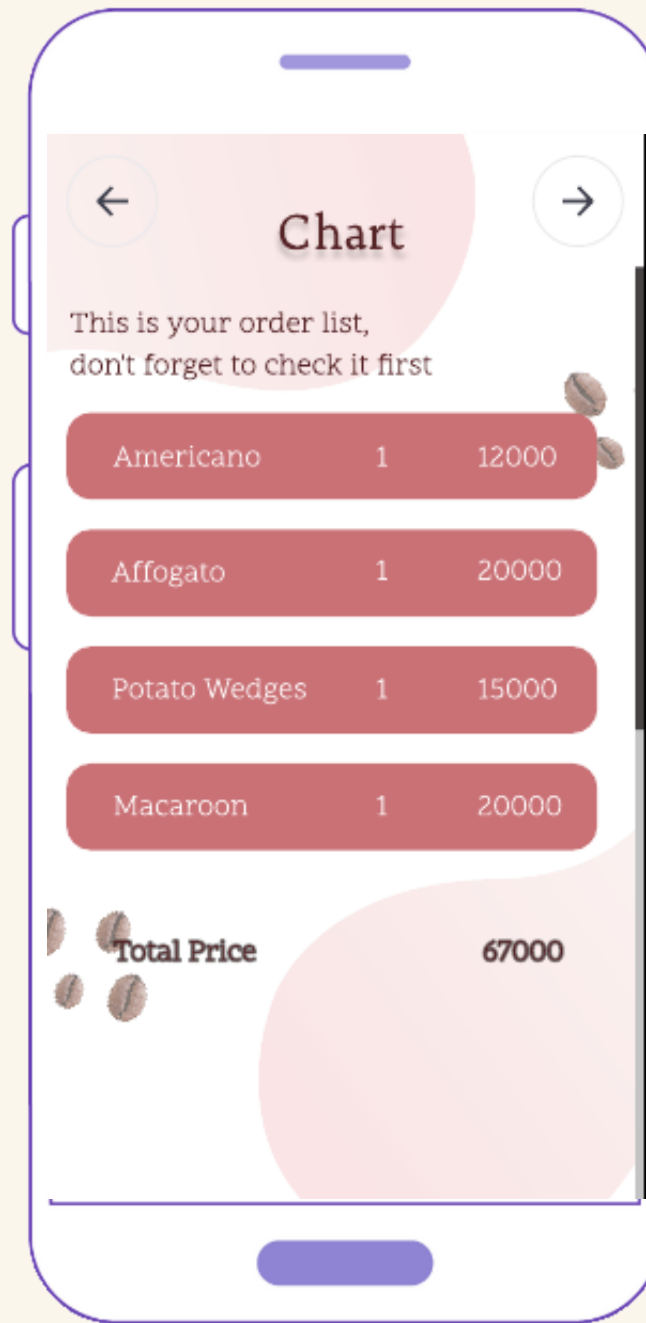 Chart
This is your order list,
don't forget to check it first
Americano 1 12000
Affogato 1 20000
Potato Wedges 1 15000
Macaroon 1 20000
Total Price 67000